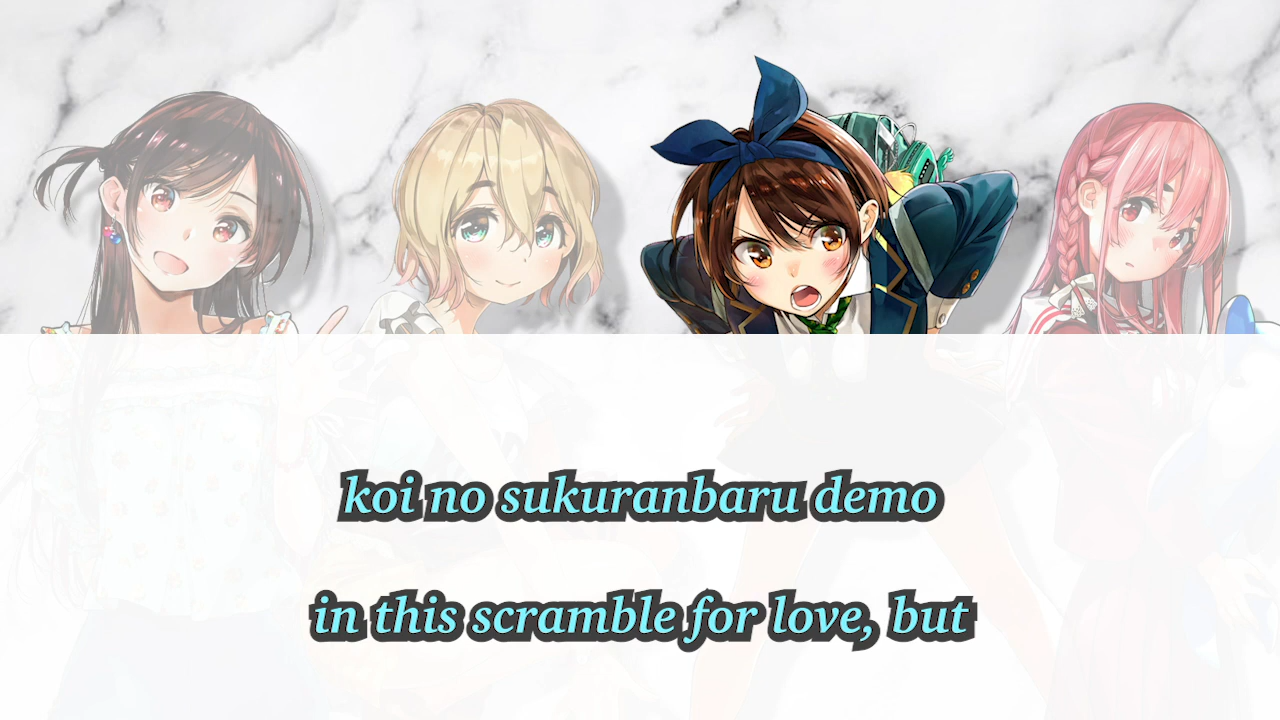 koi no sukuranbaru demo
in this scramble for love, but